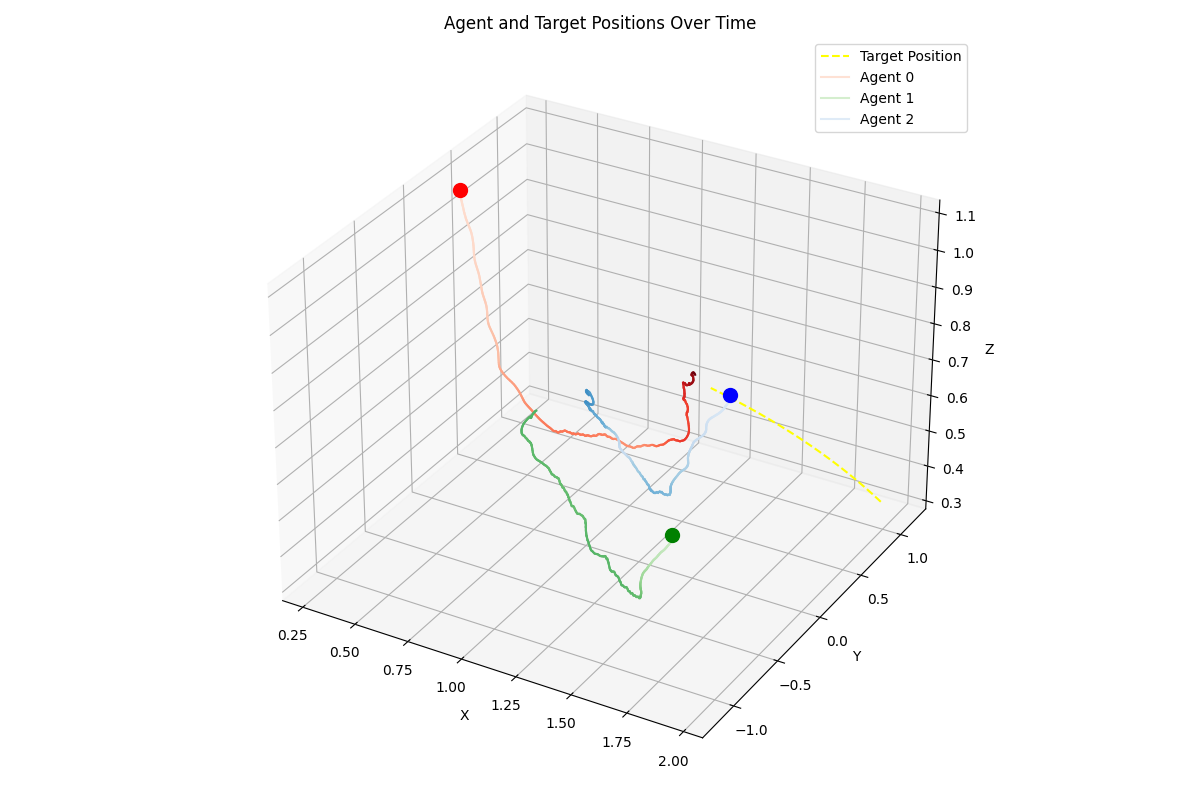 Agent and Target Positions Over Time
Target Position
Agent 0
Agent 1
Agent 2
1.1
1.0
0.9
0.8
0.7
0.6
0.5
0.4
0.3
Z
1.0
0.5
0.0
−0.5
−1.0
Y
0.25
0.50
0.75
1.00
1.25
1.50
1.75
2.00
X